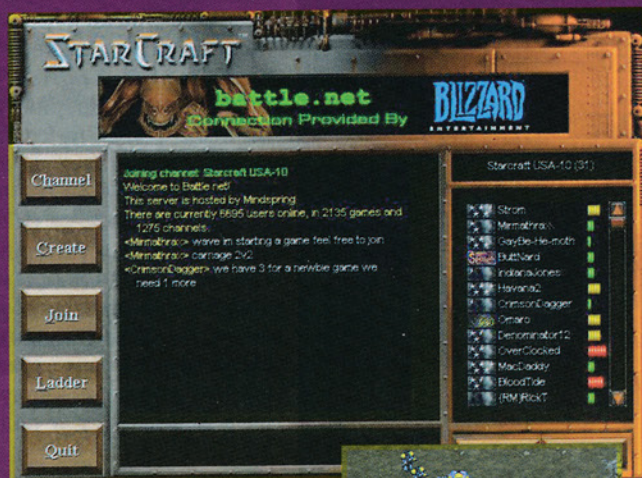 STARCRAFT
battle.net
Connection Provided By
BLIZZARD
ENTERTAINMENT
Channel
Create
Join
Ladder
Quit
Joining channel: Starcraft USA-10
Welcome to Battle.net!
This server is hosted by Mindspring
There are currently 6695 users online, in 2135 games and
1275 channels.
<Mirmathrax> wave im starting a game feel free to join
<Mirmathrax> carnage 2v2
<CrimsonDagger> we have 3 for a newbie game we
need 1 more
Starcraft USA-10 (31)
Strom
Mirmathrax
GayBe-He-moth
ButtNard
IndianaJones
Havana2
CrimsonDagger
Omaro
Denominator12
OverClocked
MacDaddy
BloodTide
(RM)RickT